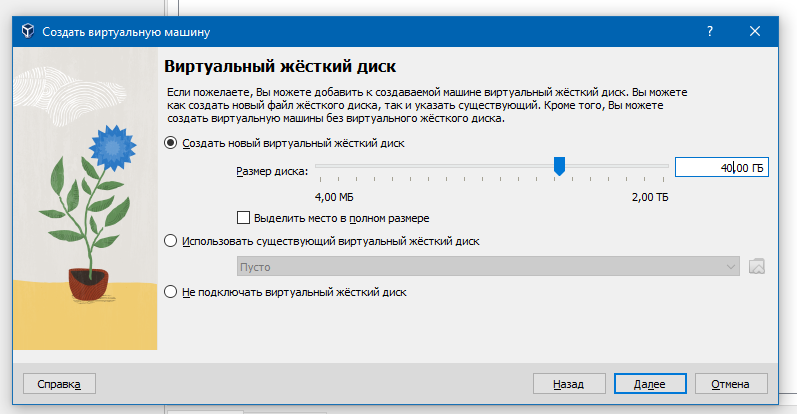 Создать виртуальную машину
?
Виртуальный жёсткий диск
Если пожелаете, Вы можете добавить к создаваемой машине виртуальный жёсткий диск. Вы можете
как создать новый файл жёсткого диска, так и указать существующий. Кроме того, Вы можете
создать виртуальную машины без виртуального жёсткого диска.
Создать новый виртуальный жёсткий диск
Размер диска:
40,00 ГБ
4,00 МБ
2,00 ТБ
Выделить место в полном размере
Использовать существующий виртуальный жёсткий диск
Пусто
Не подключать виртуальный жёсткий диск
Справка
Назад
Далее
Отмена